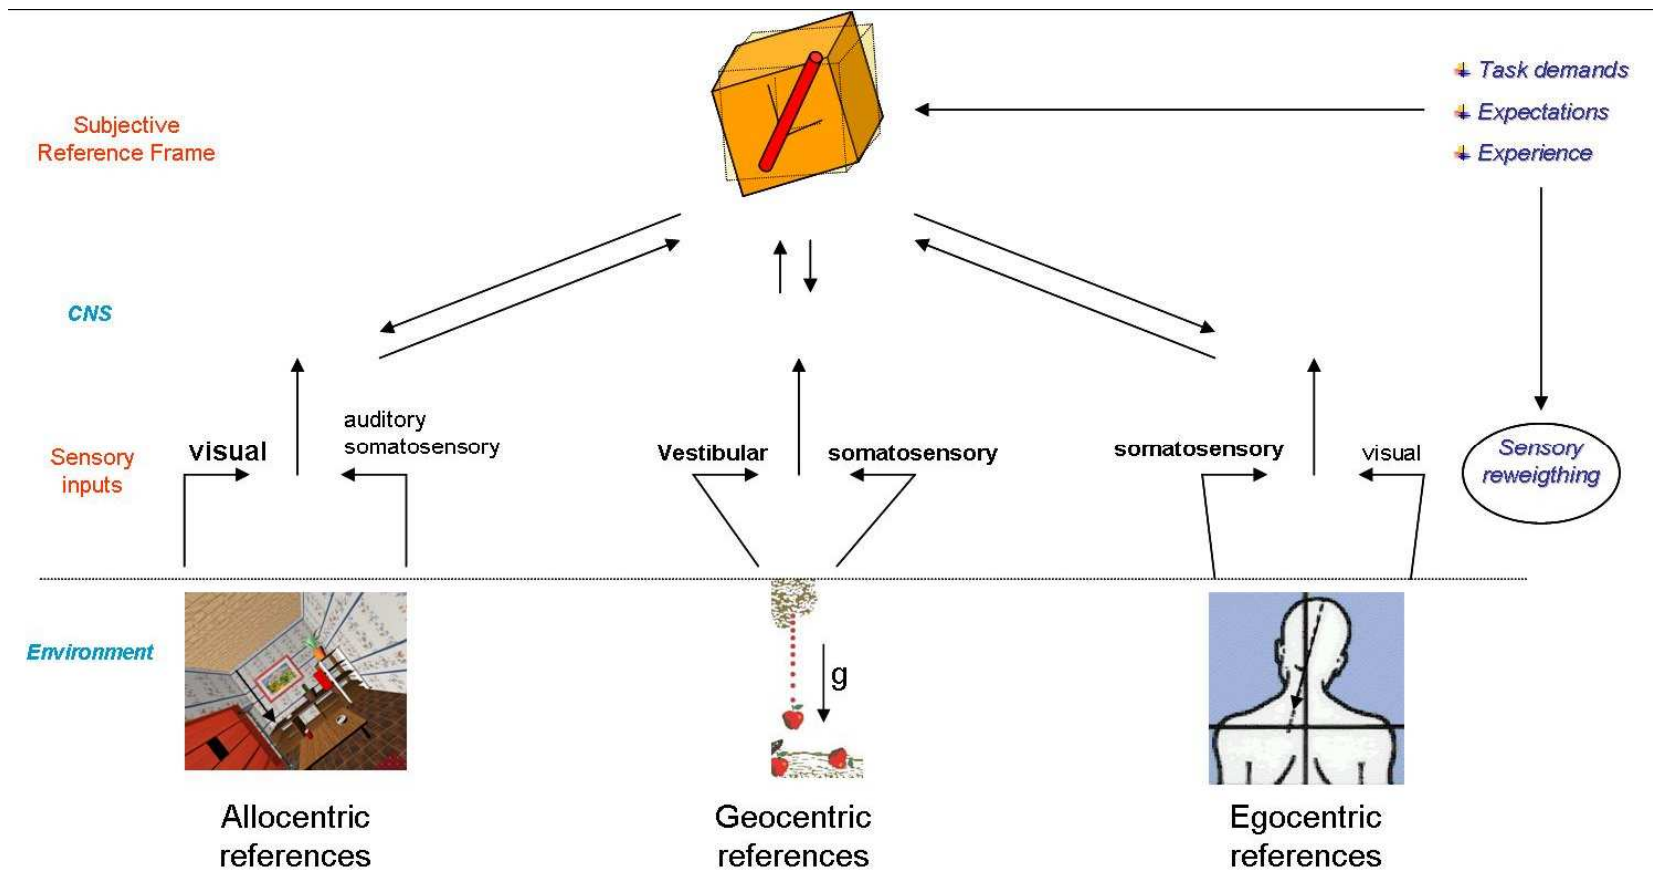 Task demands
Expectations
Experience
Subjective
Reference Frame
CNS
auditory
visual
somatosensory
Vestibular
somatosensory
somatosensory
visual
Sensory
inputs
Sensory
reweigthing
Environment
g
Allocentric
references
Geocentric
references
Egocentric
references